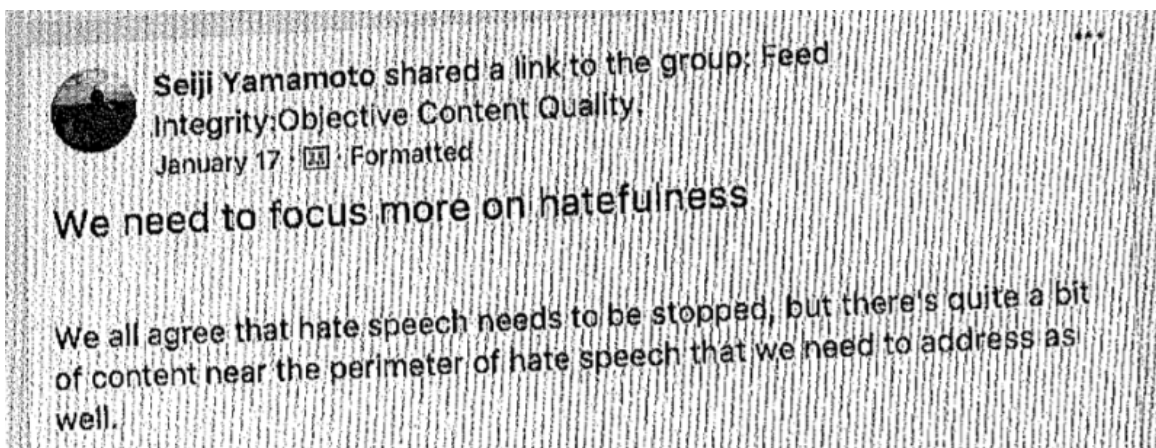 Seiji Yamamoto shared a link to the group: Feed
Integrity:Objective Content Quality.
January 17 · Formatted
We need to focus more on hatefulness
We all agree that hate speech needs to be stopped, but there's quite a bit
of content near the perimeter of hate speech that we need to address as
well.